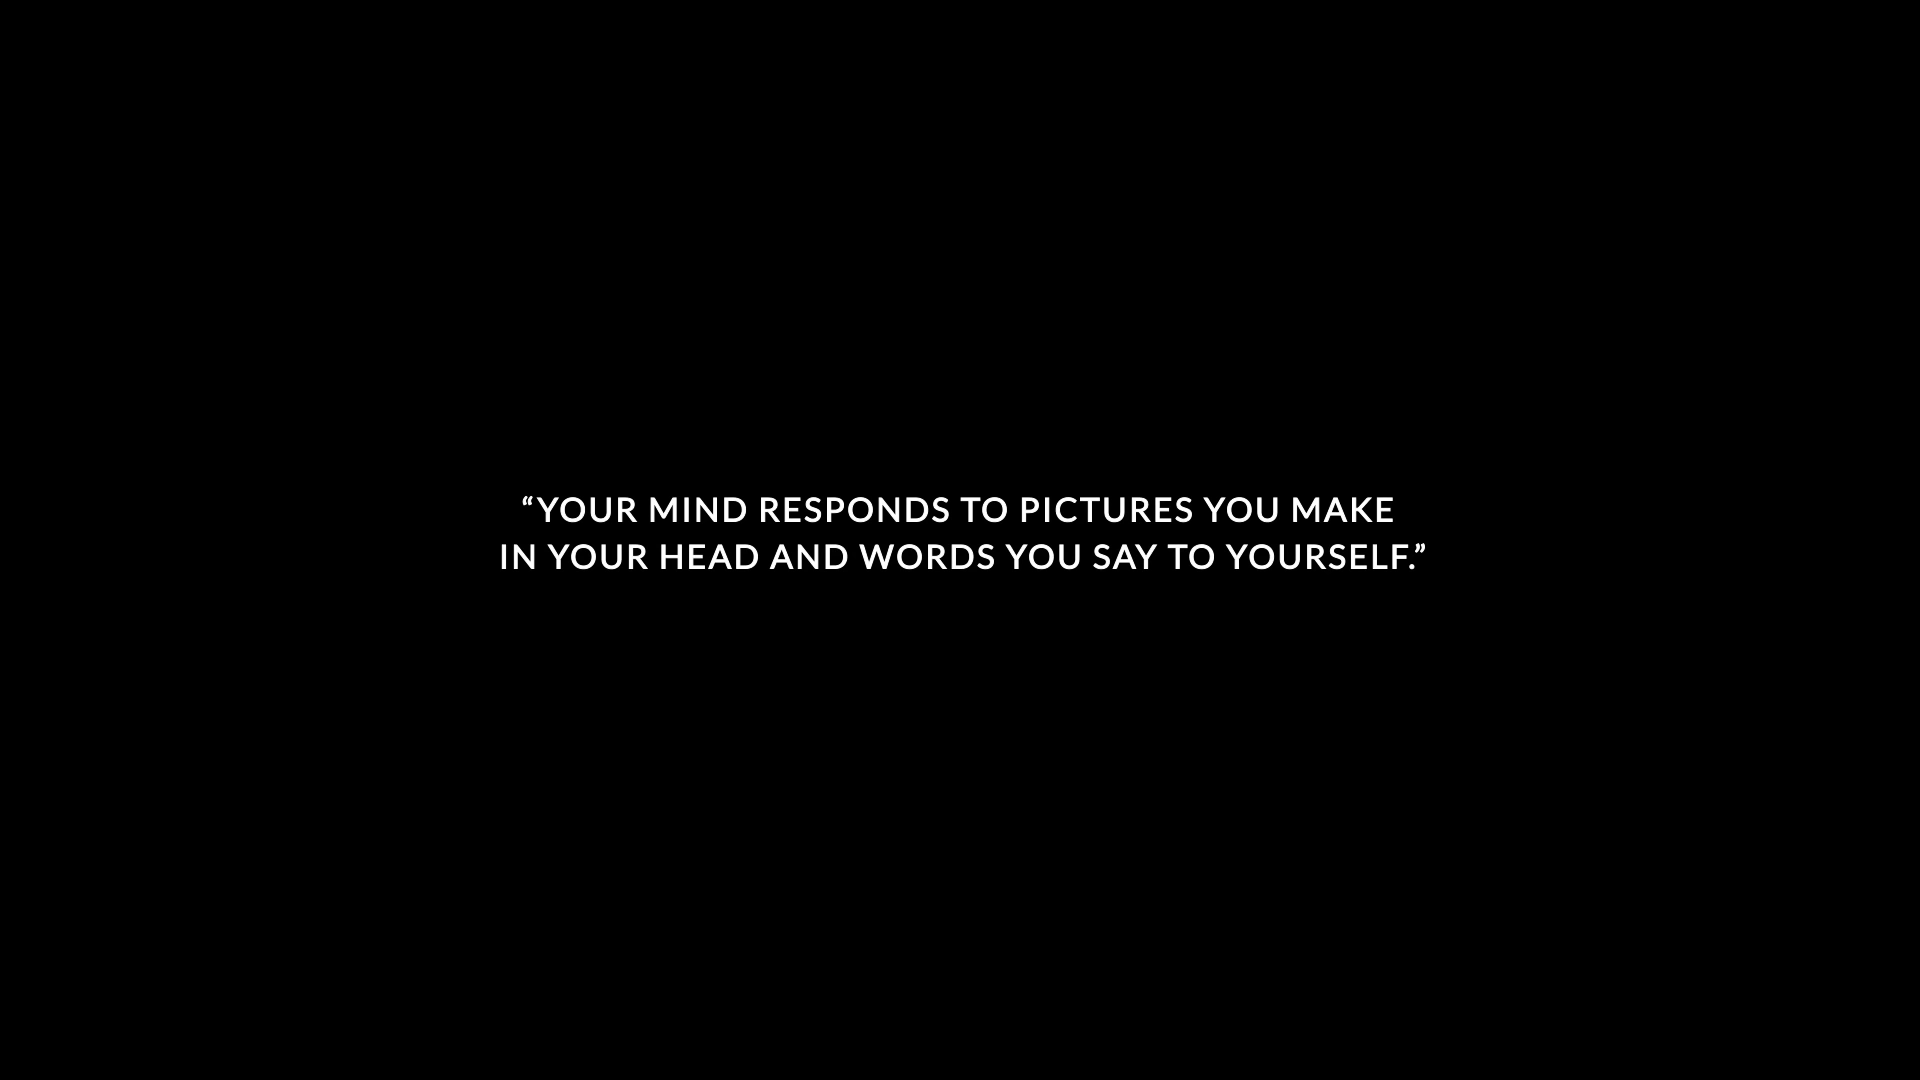 “YOUR MIND RESPONDS TO PICTURES YOU MAKE
IN YOUR HEAD AND WORDS YOU SAY TO YOURSELF.”